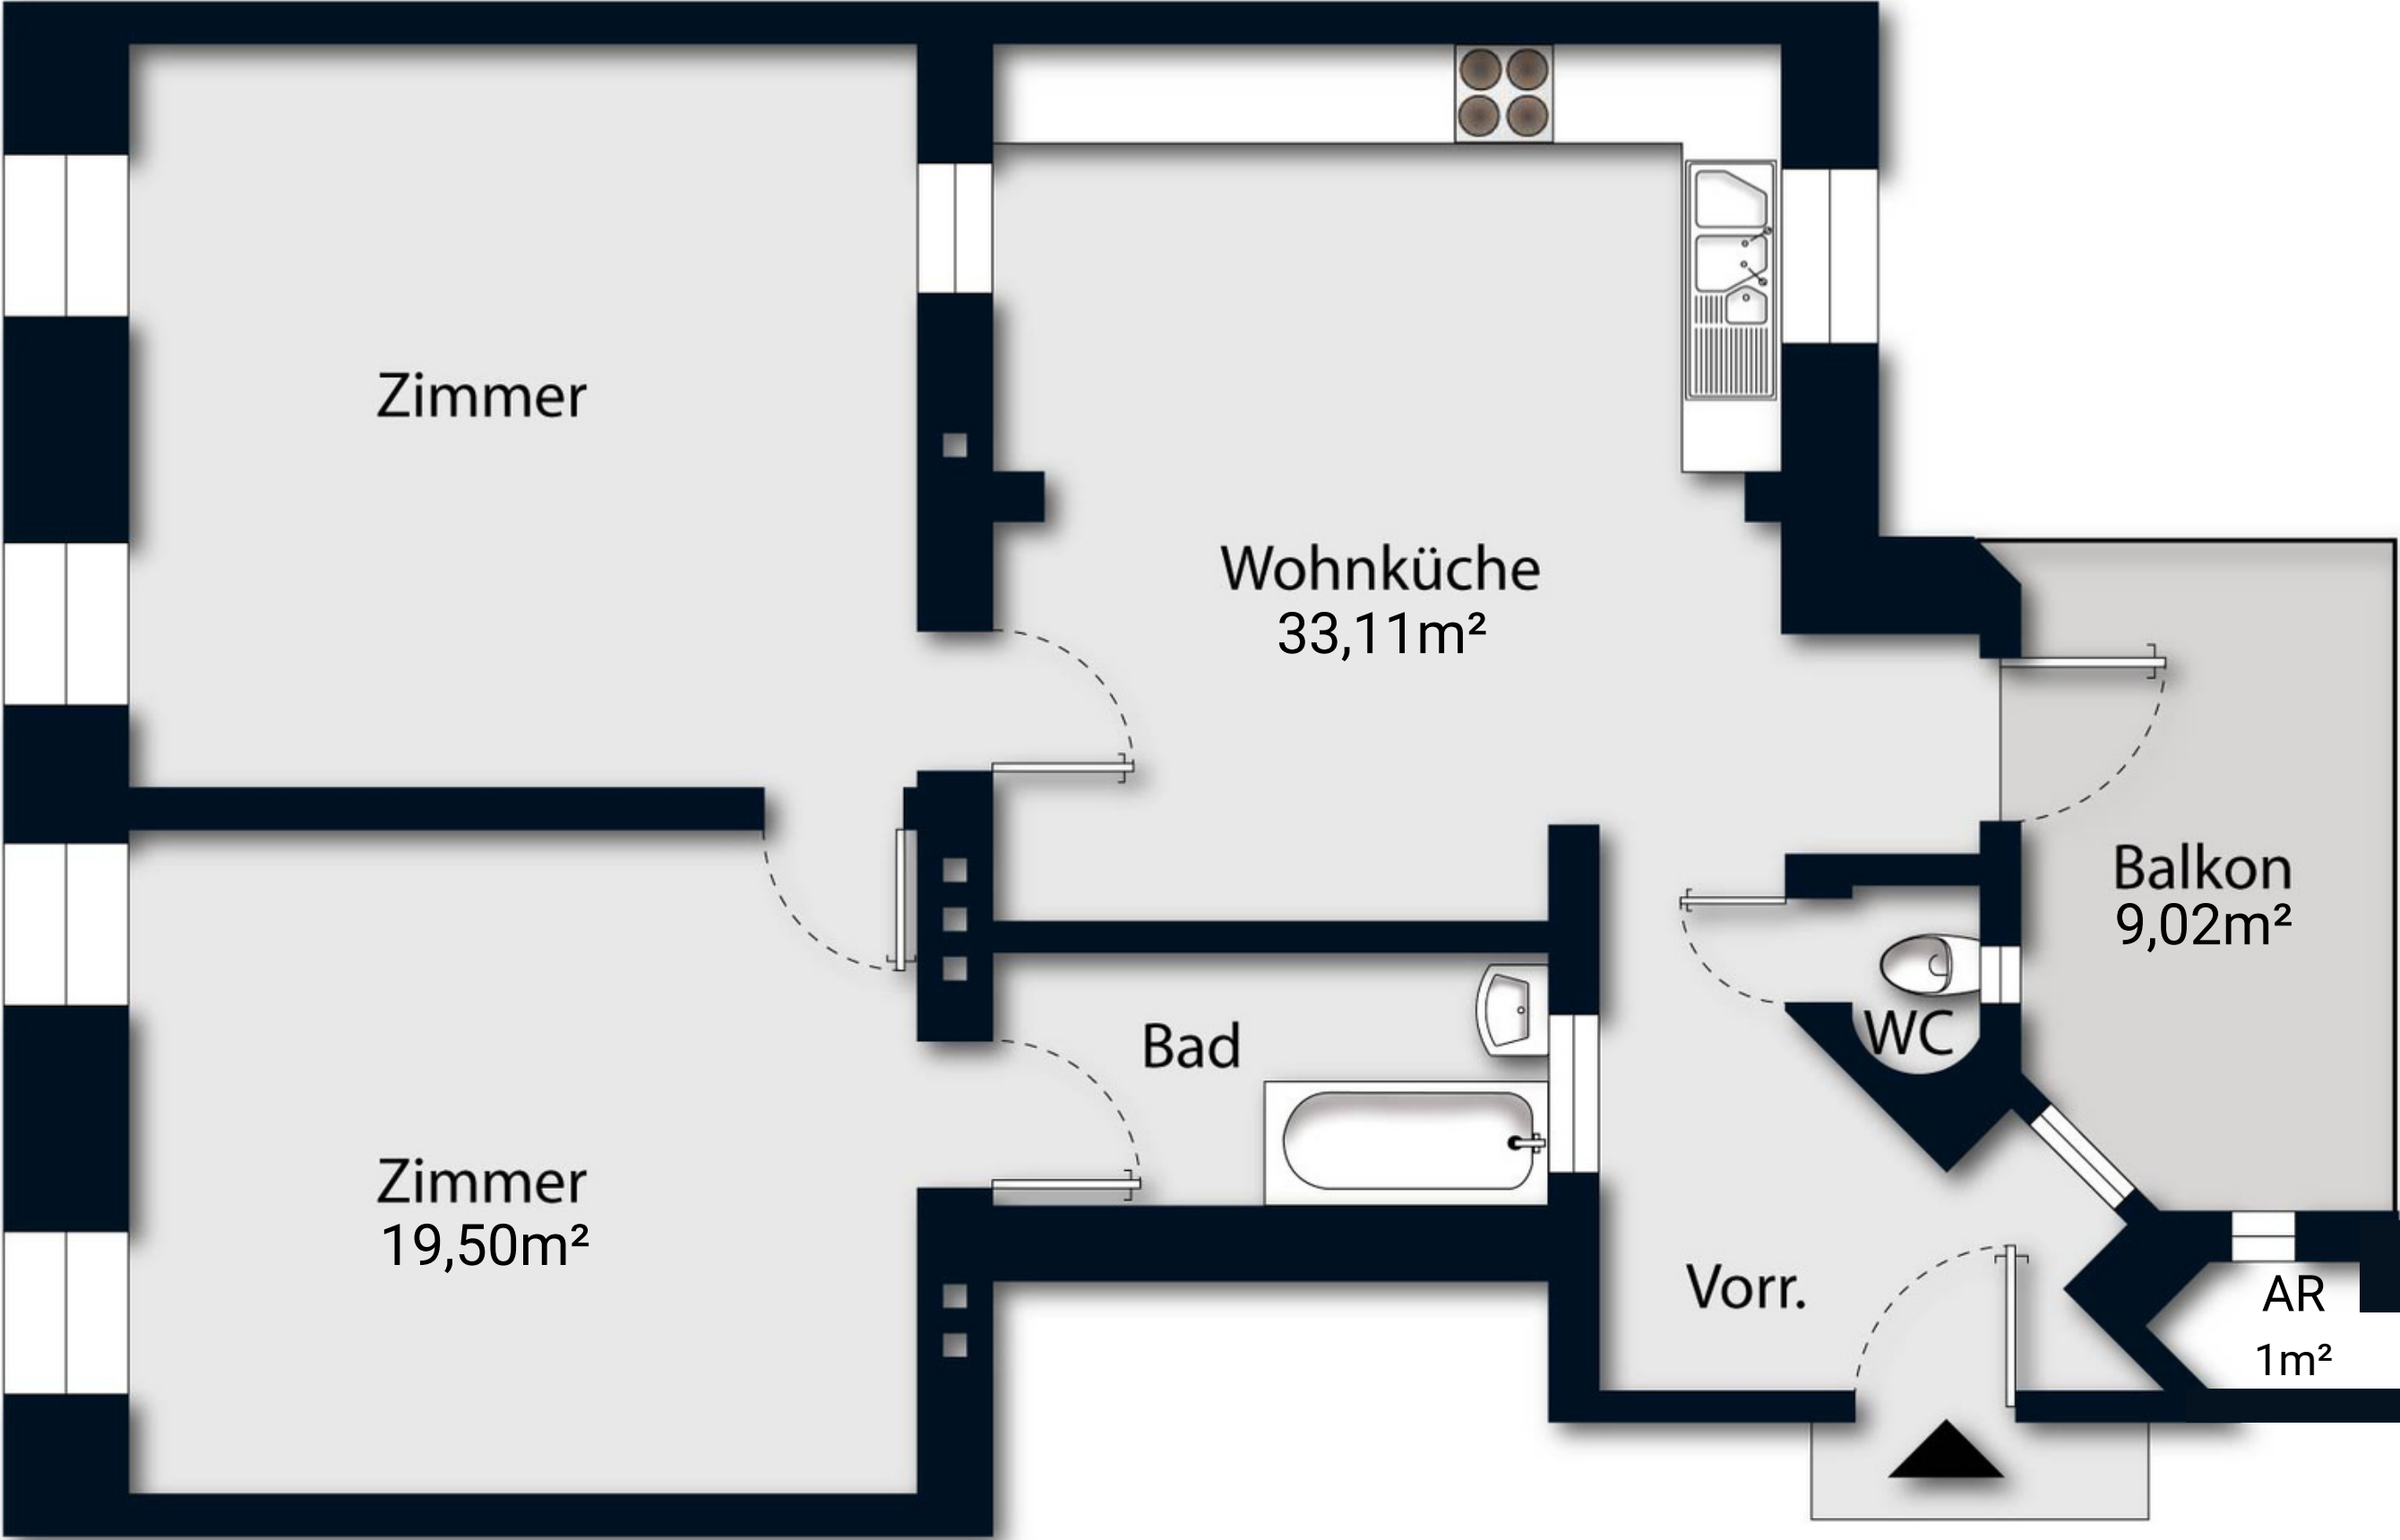 Zimmer
Wohnküche
33,11m²
Balkon
9,02m²
WC
Bad
Zimmer
19,50m²
Vorr.
AR
1m²